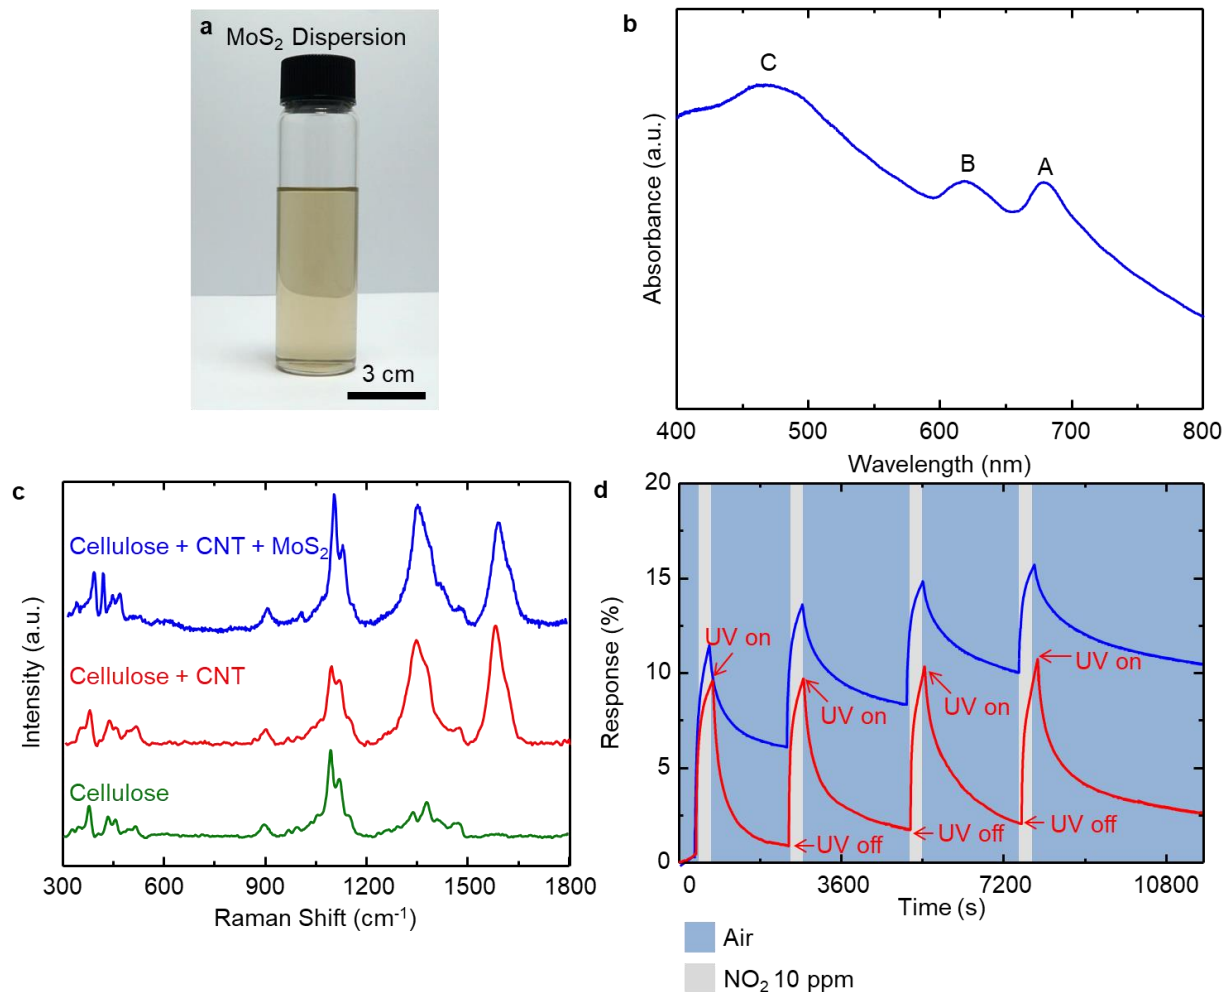 a
MoS2 Dispersion
3 cm
b
C
B
A
Absorbance (a.u.)
400
500
600
700
800
Wavelength (nm)
c
Cellulose + CNT + MoS2
Cellulose + CNT
Cellulose
Intensity (a.u.)
300
600
900
1200
1500
1800
Raman Shift (cm-1)
d
20
15
10
5
0
Response (%)
UV on
UV on
UV on
UV on
UV off
UV off
UV off
0
3600
7200
10800
Time (s)
Air
NO2 10 ppm